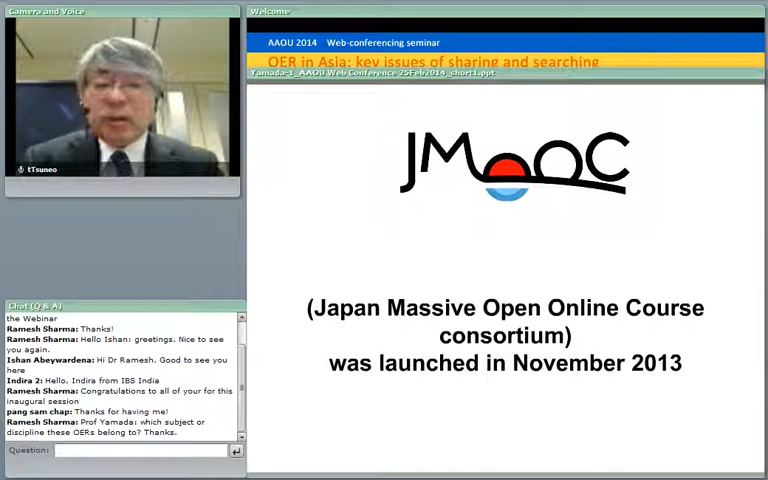 Camera and Voice
tTsuneo
Welcome
AAOU 2014 Web-conferencing seminar
OER in Asia: key issues of sharing and searching
Yamada-1_AAOU Web Conference 25Feb2014_short1.ppt
JMOOC
(Japan Massive Open Online Course
consortium)
was launched in November 2013
Chat (Q & A)
the Webinar
Ramesh Sharma: Thanks!
Ramesh Sharma: Hello Ishan: greetings. Nice to see
you again.
Ishan Abeywardena: Hi Dr Ramesh. Good to see you
here
Indira 2: Hello, Indira from IBS India
Ramesh Sharma: Congratulations to all of your for this
inaugural session
pang sam chap: Thanks for having me!
Ramesh Sharma: Prof Yamada: which subject or
discipline these OERs belong to? Thanks.
Question: